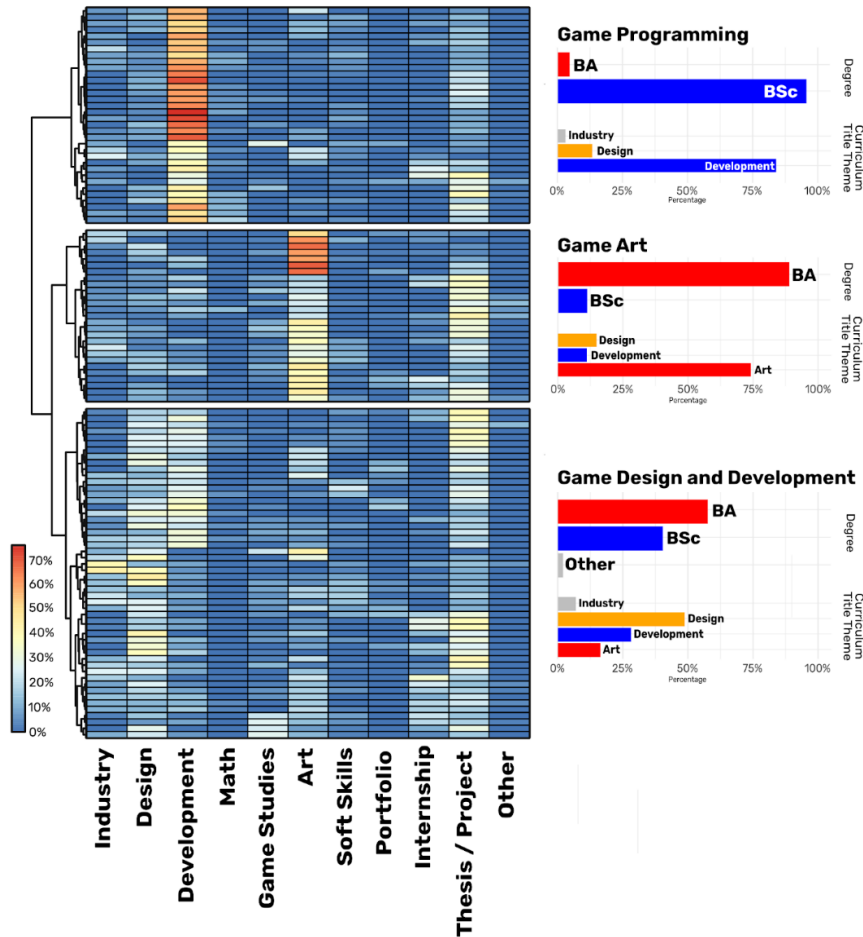 Game Programming
BA
BSc
Degree
Industry
Design
Development
Curriculum
Title Theme
0%
25%
50%
75%
100%
Percentage
Game Art
BA
BSc
Degree
Design
Development
Art
Curriculum
Title Theme
0%
25%
50%
75%
100%
Percentage
Game Design and Development
BA
BSc
Other
Degree
Industry
Design
Development
Art
Curriculum
Title Theme
0%
25%
50%
75%
100%
Percentage
70%
60%
50%
40%
30%
20%
10%
0%
Industry
Design
Development
Math
Game Studies
Art
Soft Skills
Portfolio
Internship
Thesis / Project
Other